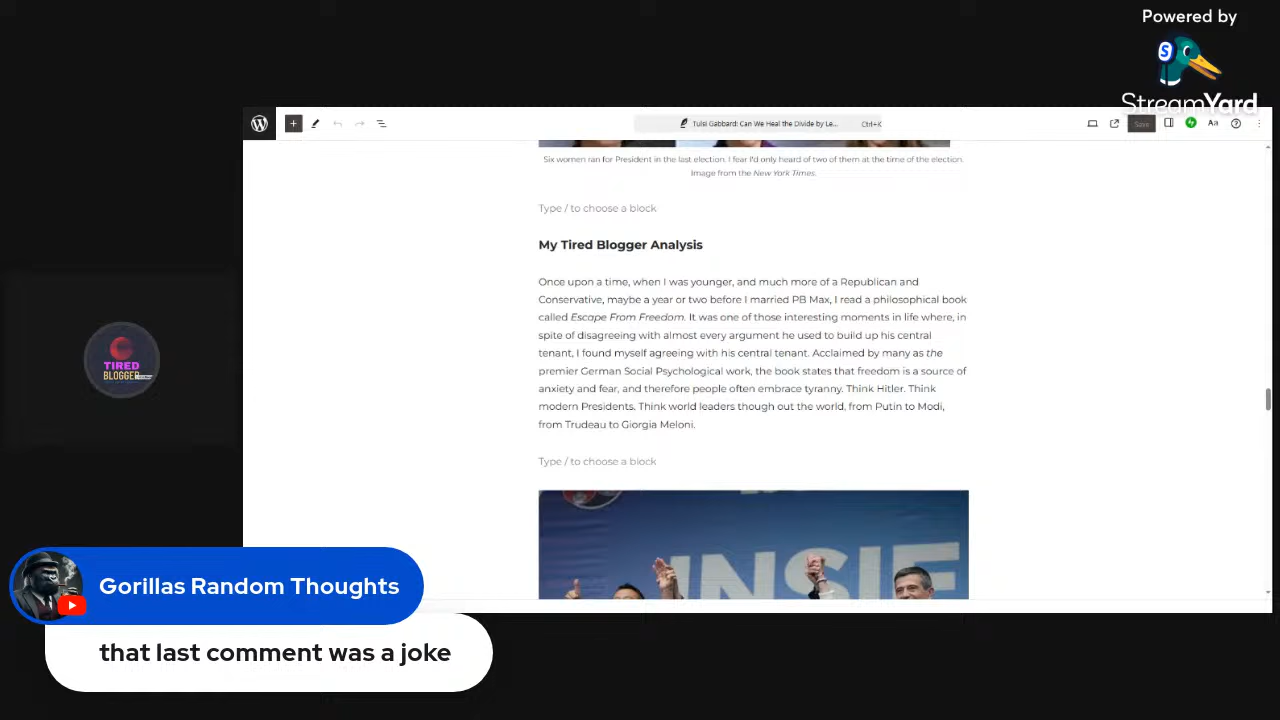 Powered by
StreamYard
S
Tulsi Gabbard: Can We Heal the Divide by Le...
Ctrl+K
Save
Aa
Six women ran for President in the last election. I fear I'd only heard of two of them at the time of the election.
Image from the New York Times.
Type / to choose a block
My Tired Blogger Analysis
Once upon a time, when I was younger, and much more of a Republican and
Conservative, maybe a year or two before I married PB Max, I read a philosophical book
called Escape From Freedom. It was one of those interesting moments in life where, in
spite of disagreeing with almost every argument he used to build up his central
tenant, I found myself agreeing with his central tenant. Acclaimed by many as the
premier German Social Psychological work, the book states that freedom is a source of
anxiety and fear, and therefore people often embrace tyranny. Think Hitler. Think
modern Presidents. Think world leaders though out the world, from Putin to Modi,
from Trudeau to Giorgia Meloni.
Type / to choose a block
TIRED
BLOGGER
INSIE
Gorillas Random Thoughts
that last comment was a joke